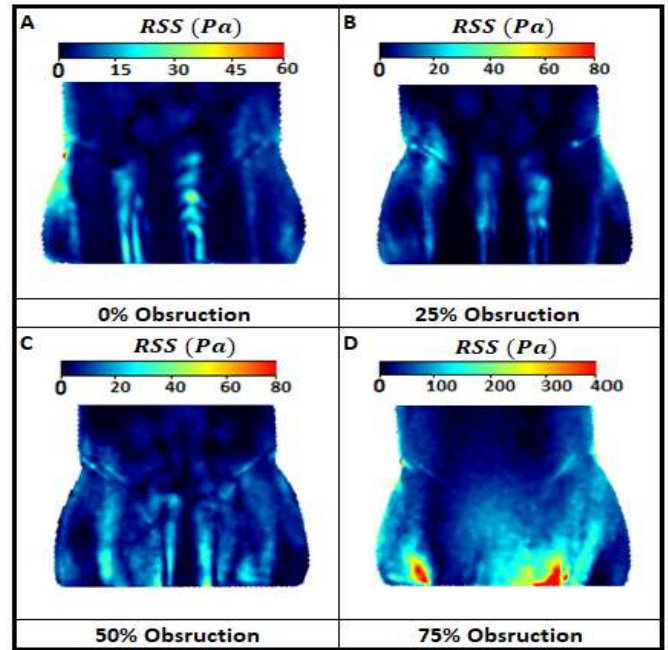 A
RSS (Pa)
0 15 30 45 60
B
RSS (Pa)
0 20 40 60 80
0% Obsruction
25% Obsruction
C
RSS (Pa)
0 20 40 60 80
D
RSS (Pa)
0 100 200 300 400
50% Obsruction
75% Obsruction